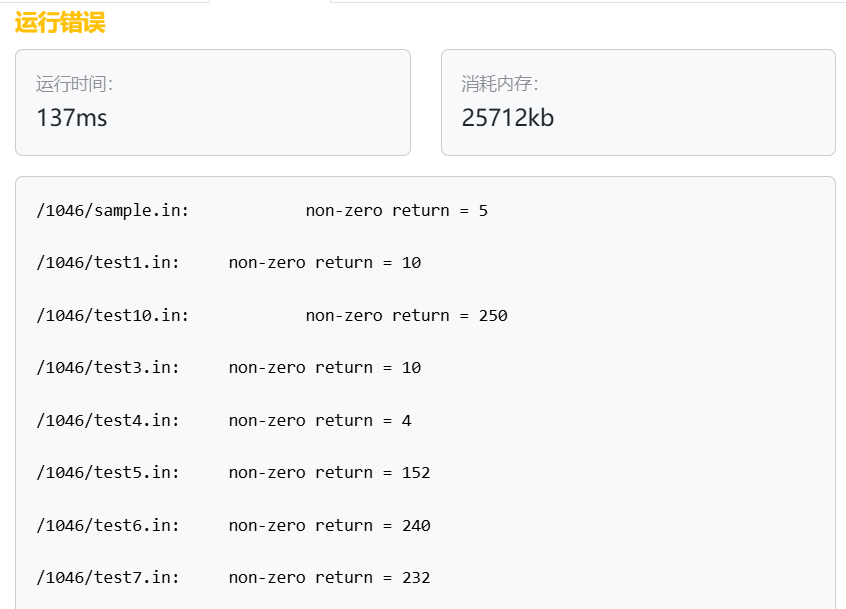 运行错误
运行时间:
137ms
消耗内存:
25712kb
/1046/sample.in: non-zero return = 5
/1046/test1.in: non-zero return = 10
/1046/test10.in: non-zero return = 250
/1046/test3.in: non-zero return = 10
/1046/test4.in: non-zero return = 4
/1046/test5.in: non-zero return = 152
/1046/test6.in: non-zero return = 240
/1046/test7.in: non-zero return = 232